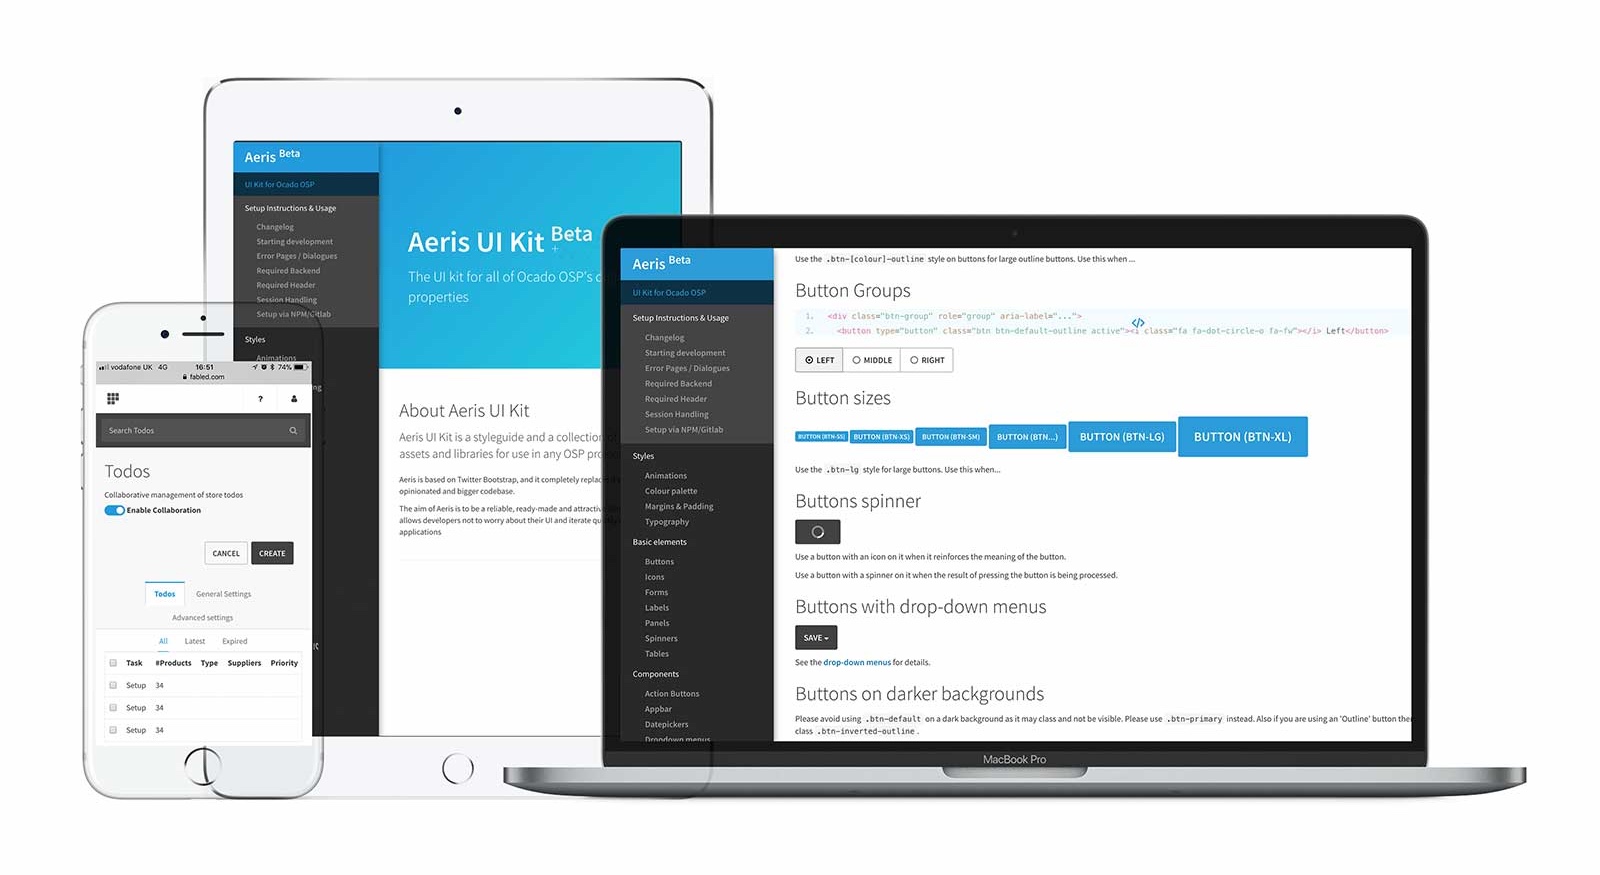 Aeris Beta
UI Kit for Ocado OSP
Setup Instructions & Usage
Changelog
Starting development
Error Pages / Dialogues
Required Backend
Required Header
Session Handling
Setup via NPM/Gitlab
Styles
Animations
Aeris UI Kit Beta
The UI kit for all of Ocado OSP's
properties
About Aeris UI Kit
Aeris UI Kit is a styleguide and a collection
assets and libraries for use in any OSP
Aeris is based on Twitter Bootstrap, and it completely
opinionated and bigger codebase.
The aim of Aeris is to be a reliable, ready-made and attractive
allows developers not to worry about their UI and iterate
applications
vodafone UK 4G 16:51 74%
fabled.com
?
Search Todos
Todos
Collaborative management of store todos
Enable Collaboration
CANCEL CREATE
Todos General Settings
Advanced settings
All Latest Expired
Task #Products Type Suppliers Priority
Setup 34
Setup 34
Setup 34
Aeris Beta
UI Kit for Ocado OSP
Setup Instructions & Usage
Changelog
Starting development
Error Pages / Dialogues
Required Backend
Required Header
Session Handling
Setup via NPM/Gitlab
Styles
Animations
Colour palette
Margins & Padding
Typography
Basic elements
Buttons
Icons
Forms
Labels
Panels
Spinners
Tables
Components
Action Buttons
Appbar
Datepickers
Dropdown menus
Use the .btn-[colour]-outline style on buttons for large outline buttons. Use this when ...
Button Groups
1. <div class="btn-group" role="group" aria-label="...">
2. <button type="button" class="btn btn-default-outline active"><i class="fa fa-dot-circle-o fa-fw"></i> Left</button>
LEFT MIDDLE RIGHT
Button sizes
BUTTON (BTN-SS) BUTTON (BTN-XS) BUTTON (BTN-SM) BUTTON (BTN...) BUTTON (BTN-LG) BUTTON (BTN-XL)
Use the .btn-lg style for large buttons. Use this when...
Buttons spinner
Use a button with an icon on it when it reinforces the meaning of the button.
Use a button with a spinner on it when the result of pressing the button is being processed.
Buttons with drop-down menus
SAVE
See the drop-down menus for details.
Buttons on darker backgrounds
Please avoid using .btn-default on a dark background as it may class and not be visible. Please use .btn-primary instead. Also if you are using an 'Outline' button then
class .btn-inverted-outline.
MacBook Pro